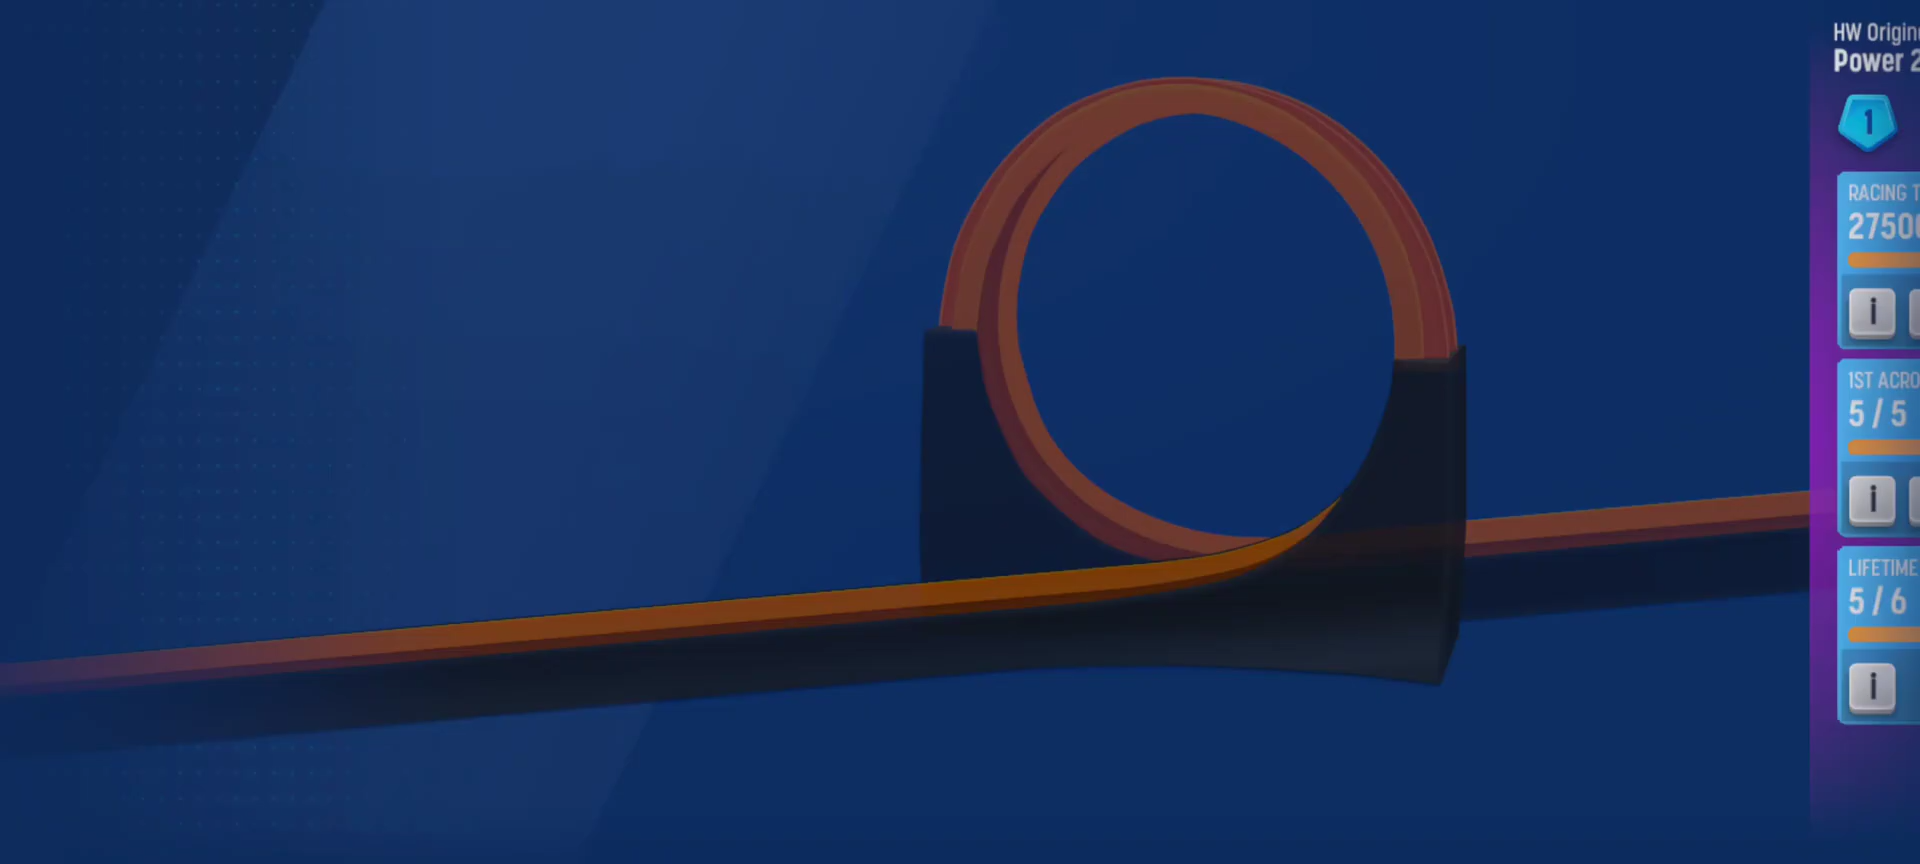 HW Origin
Power 2
1
RACING T
2750
i
1ST ACRO
5 / 5
i
LIFETIME
5 / 6
i